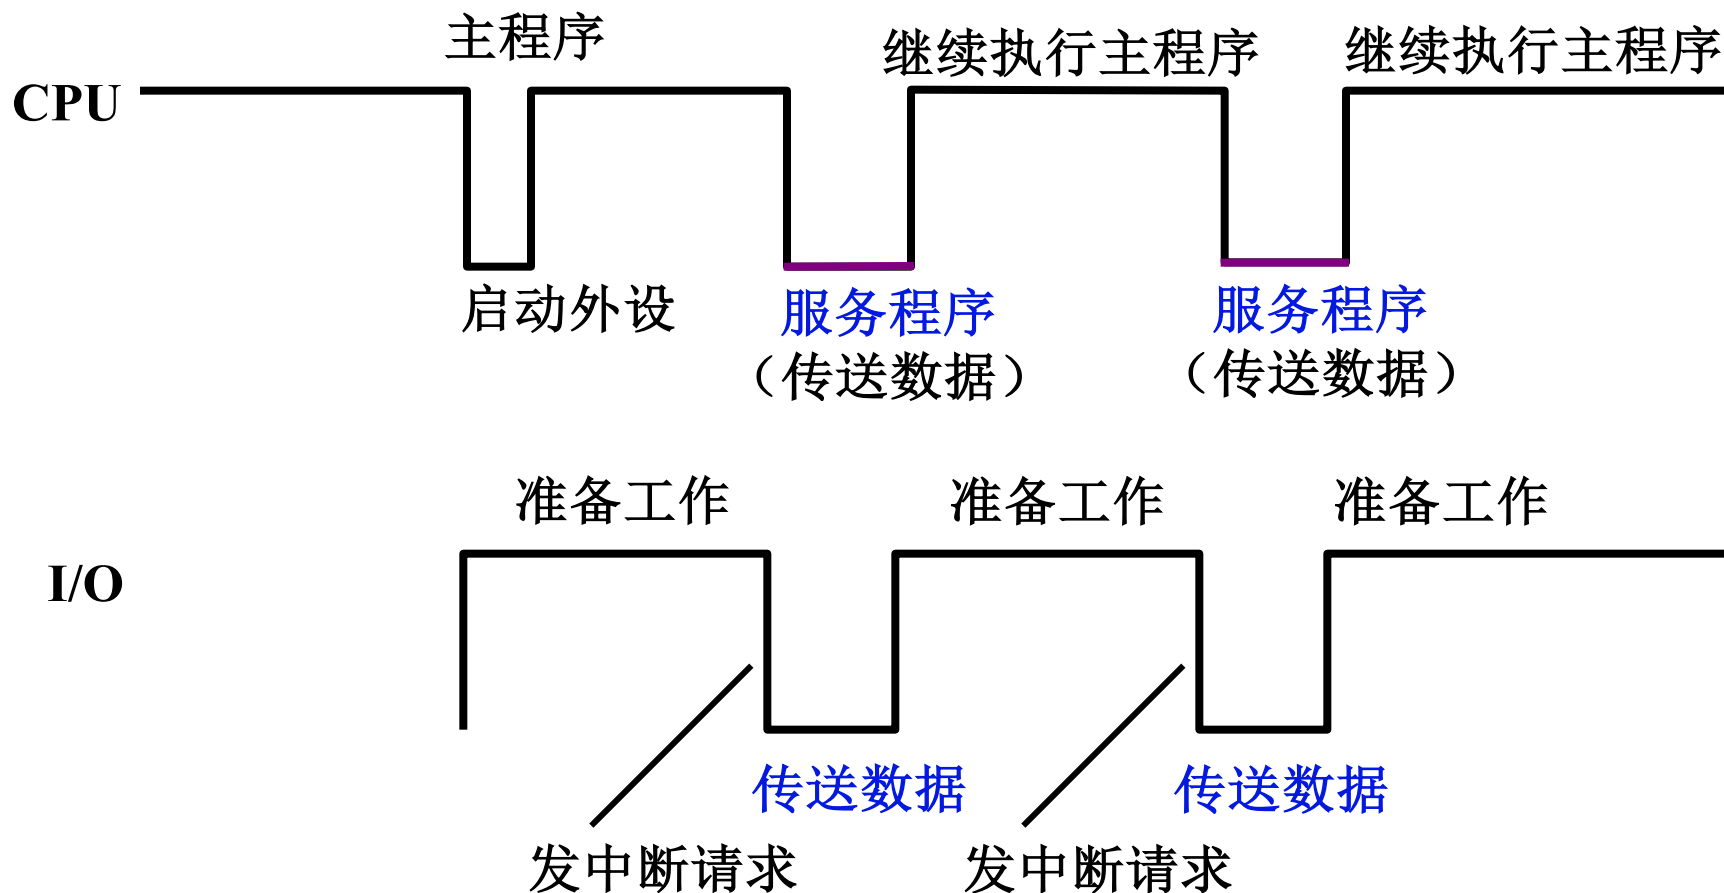 主程序
继续执行主程序
继续执行主程序
CPU
启动外设
服务程序
(传送数据)
服务程序
(传送数据)
准备工作
准备工作
准备工作
I/O
传送数据
传送数据
发中断请求
发中断请求